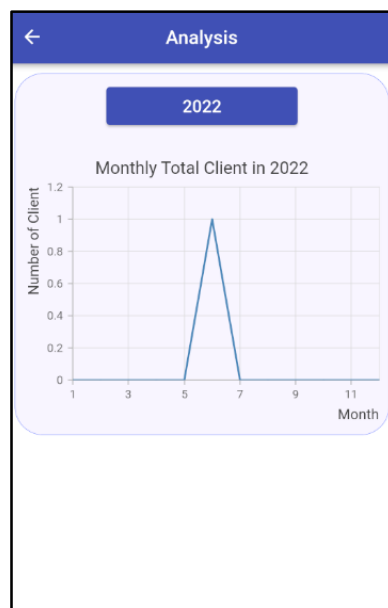 Analysis
2022
Monthly Total Client in 2022
Number of Client
1.2
1
0.8
0.6
0.4
0.2
0
1 3 5 7 9 11
Month